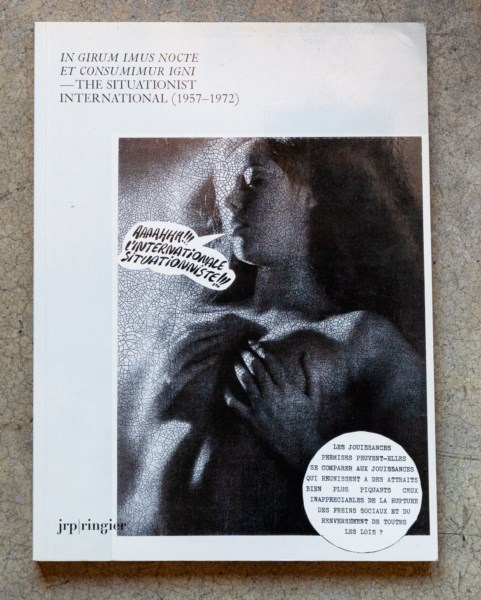 IN GIRUM IMUS NOCTE
ET CONSUMIMUR IGNI
—THE SITUATIONIST
INTERNATIONAL (1957–1972)
AAAAHHH!!!
L'INTERNATIONALE
SITUATIONNISTE!!!
LES JOUISSANCES
PERMISES PEUVENT-ELLES
SE COMPARER AUX JOUISSANCES
QUI REUNISSENT A DES ATTRAITS
BIEN PLUS PIQUANTS CEUX
INAPPRECIABLES DE LA RUPTURE
DES FREINS SOCIAUX ET DU
RENVERSEMENT DE TOUTES
LES LOIS ?
jrp|ringier